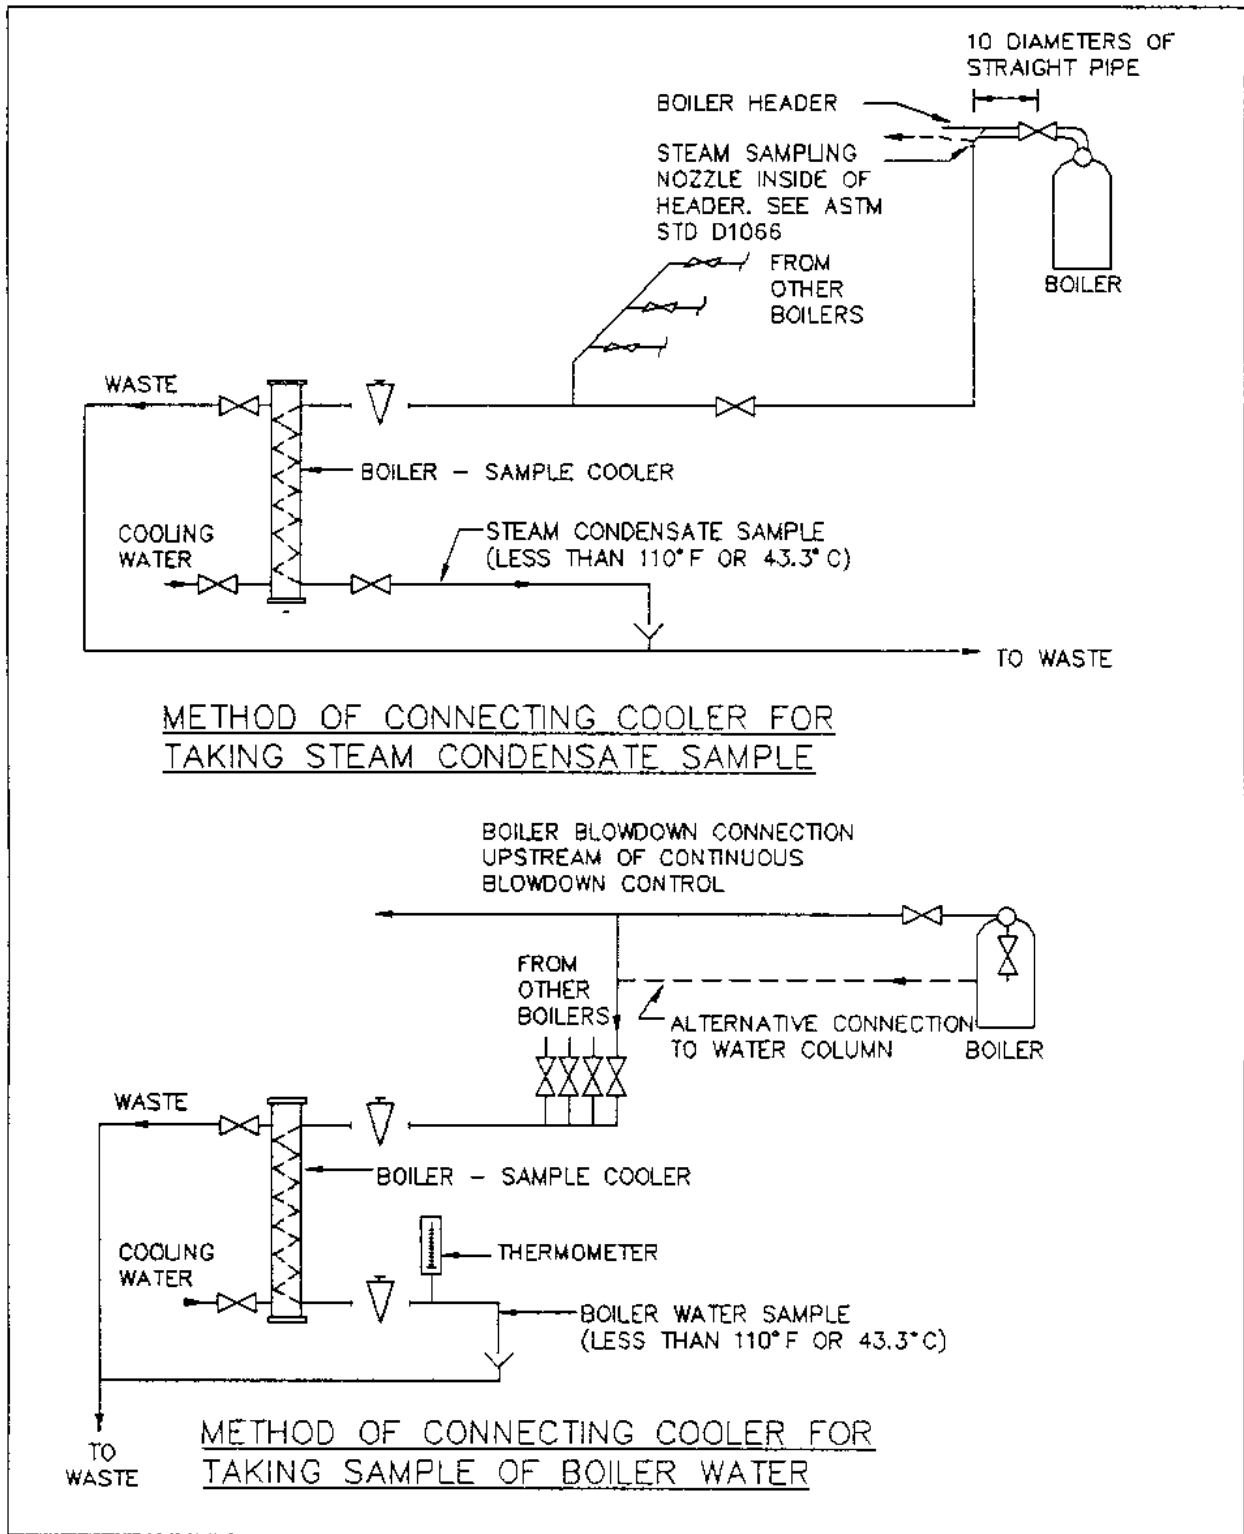 10 DIAMETERS OF
STRAIGHT PIPE
BOILER HEADER
STEAM SAMPLING
NOZZLE INSIDE OF
HEADER. SEE ASTM
STD D1066
FROM
OTHER
BOILERS
BOILER
WASTE
BOILER - SAMPLE COOLER
COOLING
WATER
STEAM CONDENSATE SAMPLE
(LESS THAN 110°F OR 43.3°C)
TO WASTE
METHOD OF CONNECTING COOLER FOR
TAKING STEAM CONDENSATE SAMPLE
BOILER BLOWDOWN CONNECTION
UPSTREAM OF CONTINUOUS
BLOWDOWN CONTROL
FROM
OTHER
BOILERS
ALTERNATIVE CONNECTION
TO WATER COLUMN
BOILER
WASTE
BOILER - SAMPLE COOLER
COOLING
WATER
THERMOMETER
BOILER WATER SAMPLE
(LESS THAN 110°F OR 43.3°C)
TO
WASTE
METHOD OF CONNECTING COOLER FOR
TAKING SAMPLE OF BOILER WATER